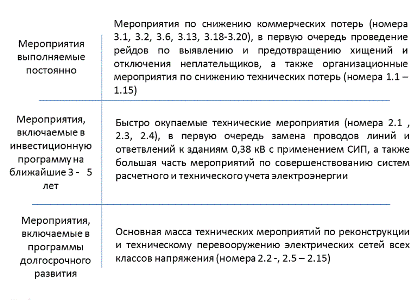 Мероприятия
выполняемые
постоянно
Мероприятия по снижению коммерческих потерь (номера
3.1, 3.2, 3.6, 3.13, 3.18-3.20), в первую очередь проведение
рейдов по выявлению и предотвращению хищений и
отключения неплательщиков, а также организационные
мероприятия по снижению технических потерь (номера 1.1 –
1.15)
Мероприятия,
включаемые в
инвестиционную
программу на
ближайшие 3 - 5
лет
Быстро окупаемые технические мероприятия (номера 2.1 ,
2.3, 2.4), в первую очередь замена проводов линий и
ответвлений к зданиям 0,38 кВ с применением СИП, а также
большая часть мероприятий по совершенствованию систем
расчетного и технического учета электроэнергии
Мероприятия,
включаемые в
программы
долгосрочного
развития
Основная масса технических мероприятий по реконструкции
и техническому перевооружению электрических сетей всех
классов напряжения (номера 2.2 -, 2.5 – 2.15)